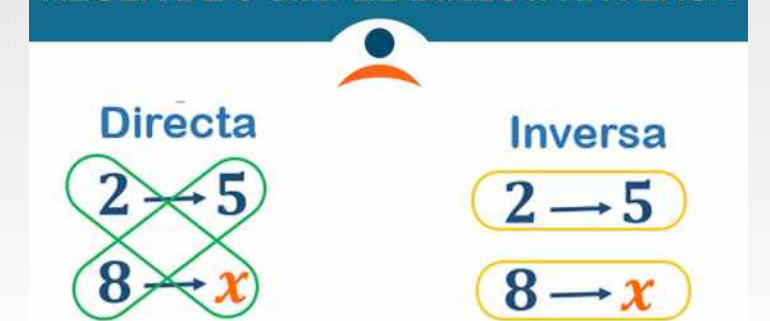 Directa
2 → 5
8 → x
Inversa
2 → 5
8 → x